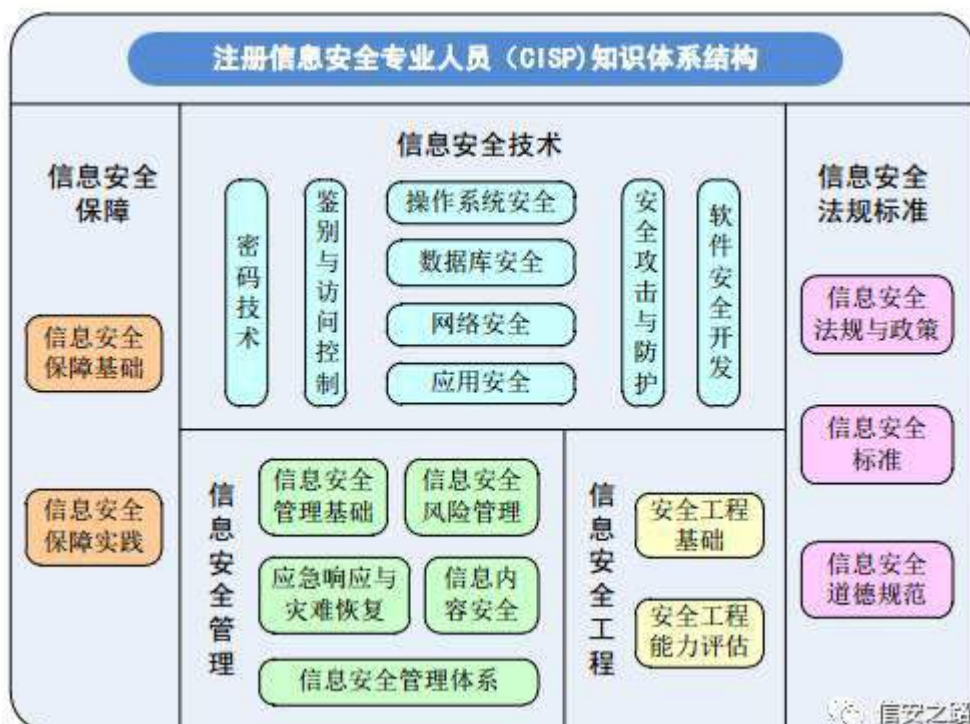 注册信息安全专业人员（CISP）知识体系结构
信息安全
保障
信息安全
保障基础
信息安全
保障实践
信息安全技术
密码技术
鉴别与访问控制
操作系统安全
数据库安全
网络安全
应用安全
安全攻击与防护
软件安全开发
信息安全管理
信息安全
管理基础
信息安全
风险管理
应急响应与
灾难恢复
信息内
容安全
信息安全管理体系
信息安全工程
安全工程
基础
安全工程
能力评估
信息安全
法规标准
信息安全
法规与政策
信息安全
标准
信息安全
道德规范
信安之路